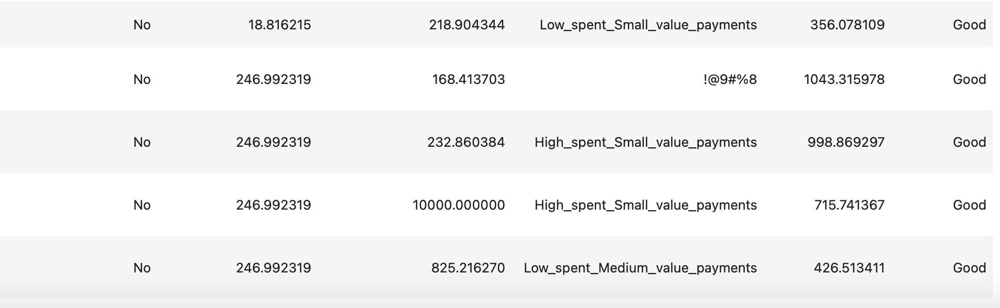 No 18.816215 218.904344 Low_spent_Small_value_payments 356.078109 Good
No 246.992319 168.413703 !@9#%8 1043.315978 Good
No 246.992319 232.860384 High_spent_Small_value_payments 998.869297 Good
No 246.992319 10000.000000 High_spent_Small_value_payments 715.741367 Good
No 246.992319 825.216270 Low_spent_Medium_value_payments 426.513411 Good